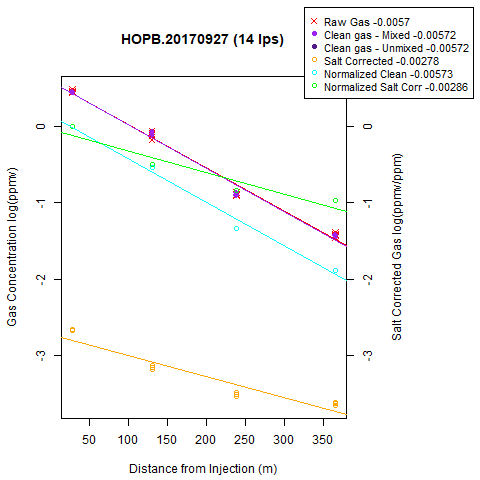 Raw Gas -0.0057
Clean gas - Mixed -0.00572
HOPB.20170927 (14 lps)
Clean gas - Unmixed -0.00572
Salt Corrected -0.00278
Normalized Clean -0.00573
Normalized Salt Corr -0.00286
Gas Concentration log(ppmv)
0
-1
-2
-3
0
-1
-2
-3
Salt Corrected Gas log(ppmv/ppm)
50 100 150 200 250 300 350
Distance from Injection (m)